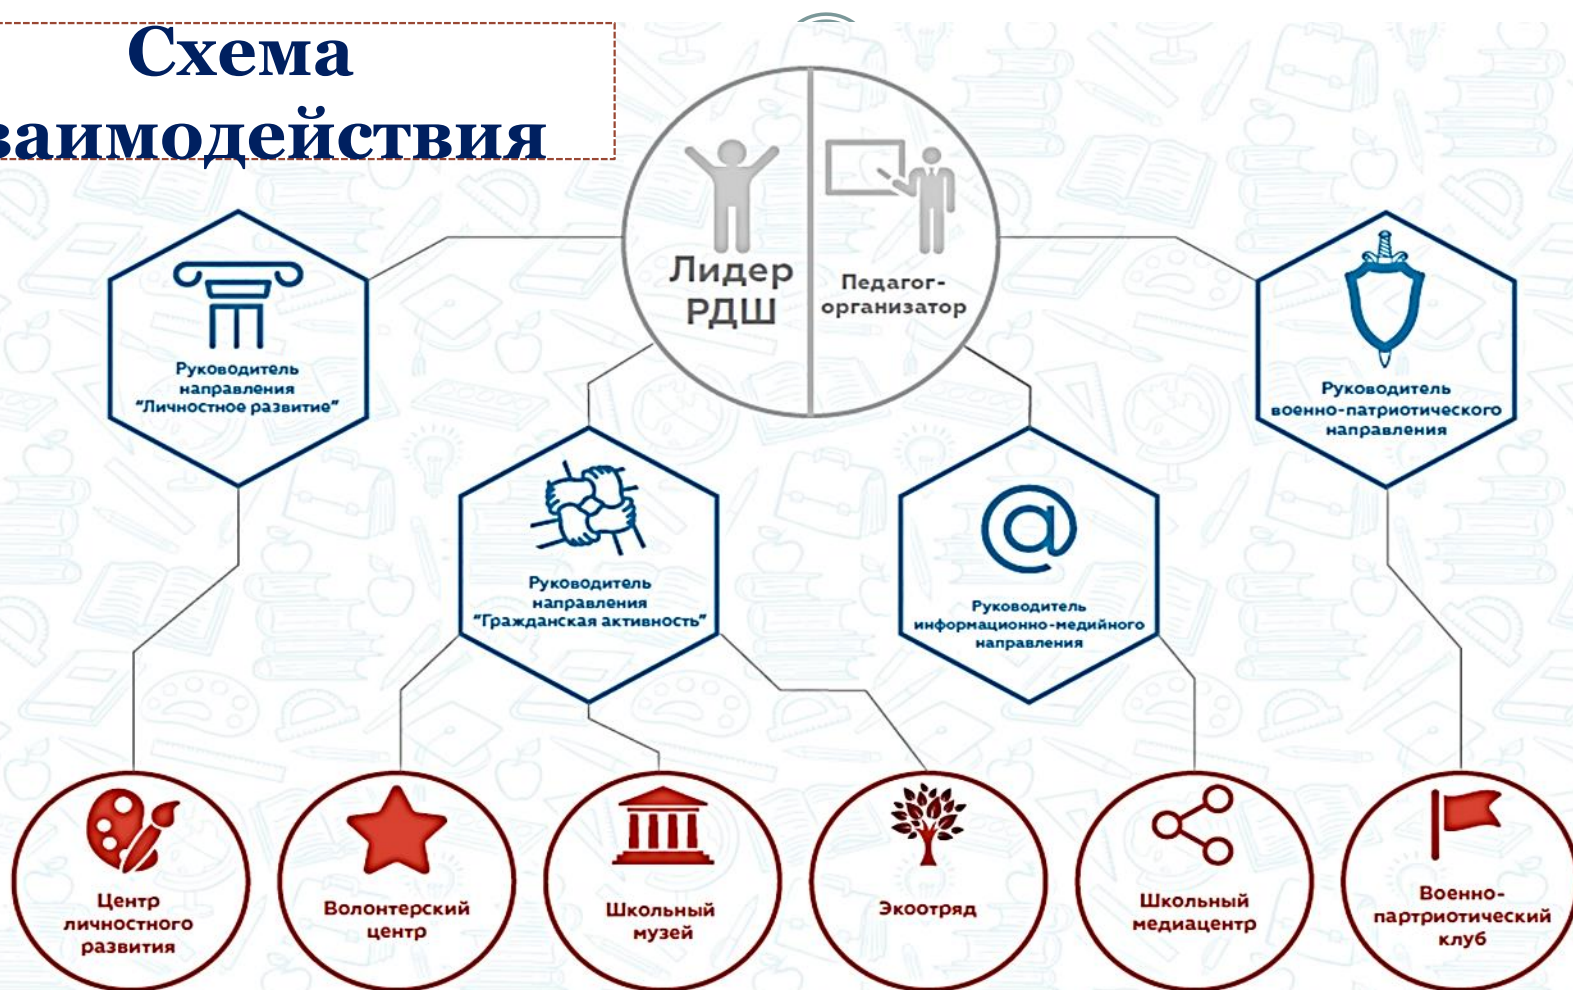 Схема
заимодействия
Лидер
РДШ
Педагог-
организатор
Руководитель
направления
“Личностное развитие”
Руководитель
военно-патриотического
направления
Руководитель
направления
“Гражданская активность”
Руководитель
информационно-медийного
направления
Центр
личностного
развития
Волонтерский
центр
Школьный
музей
Экоотряд
Школьный
медиацентр
Военно-
партриотический
клуб